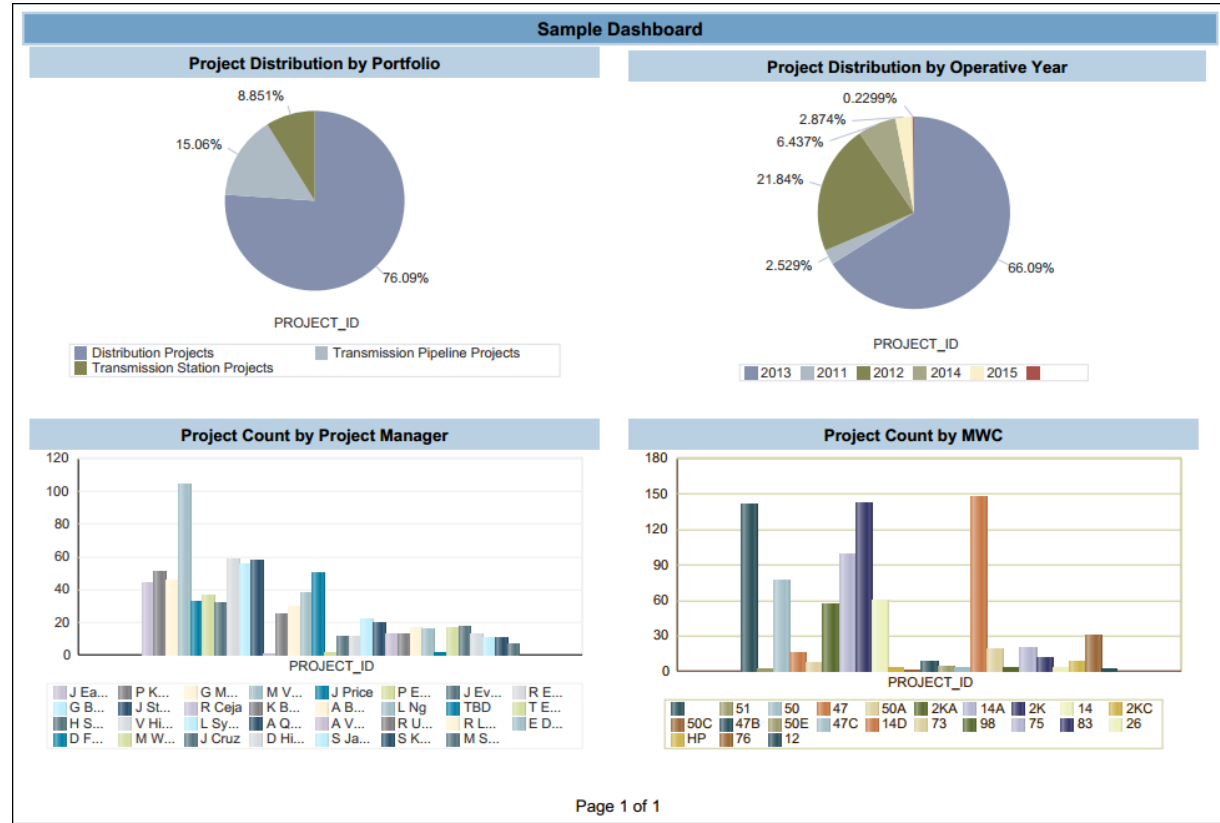 Sample Dashboard
Project Distribution by Portfolio
8.851%
15.06%
76.09%
PROJECT_ID
Distribution Projects Transmission Pipeline Projects
Transmission Station Projects
Project Distribution by Operative Year
0.2299%
2.874%
6.437%
21.84%
2.529%
66.09%
PROJECT_ID
2013 2011 2012 2014 2015
Project Count by Project Manager
120
100
80
60
40
20
0
PROJECT_ID
J Ea... P K... G M... M V... J Price P E... J Ev... R E...
G B... J St... R Ceja K B... A B... L Ng TBD T E...
H S... V Hi... L Sy... A Q... A V... R U... R L... E D...
D F... M W... J Cruz D Hi... S Ja... S K... M S...
Project Count by MWC
180
150
120
90
60
30
0
PROJECT_ID
51 50 47 50A 2KA 14A 2K 14 2KC
50C 47B 50E 47C 14D 73 98 75 83 26
HP 76 12
Page 1 of 1